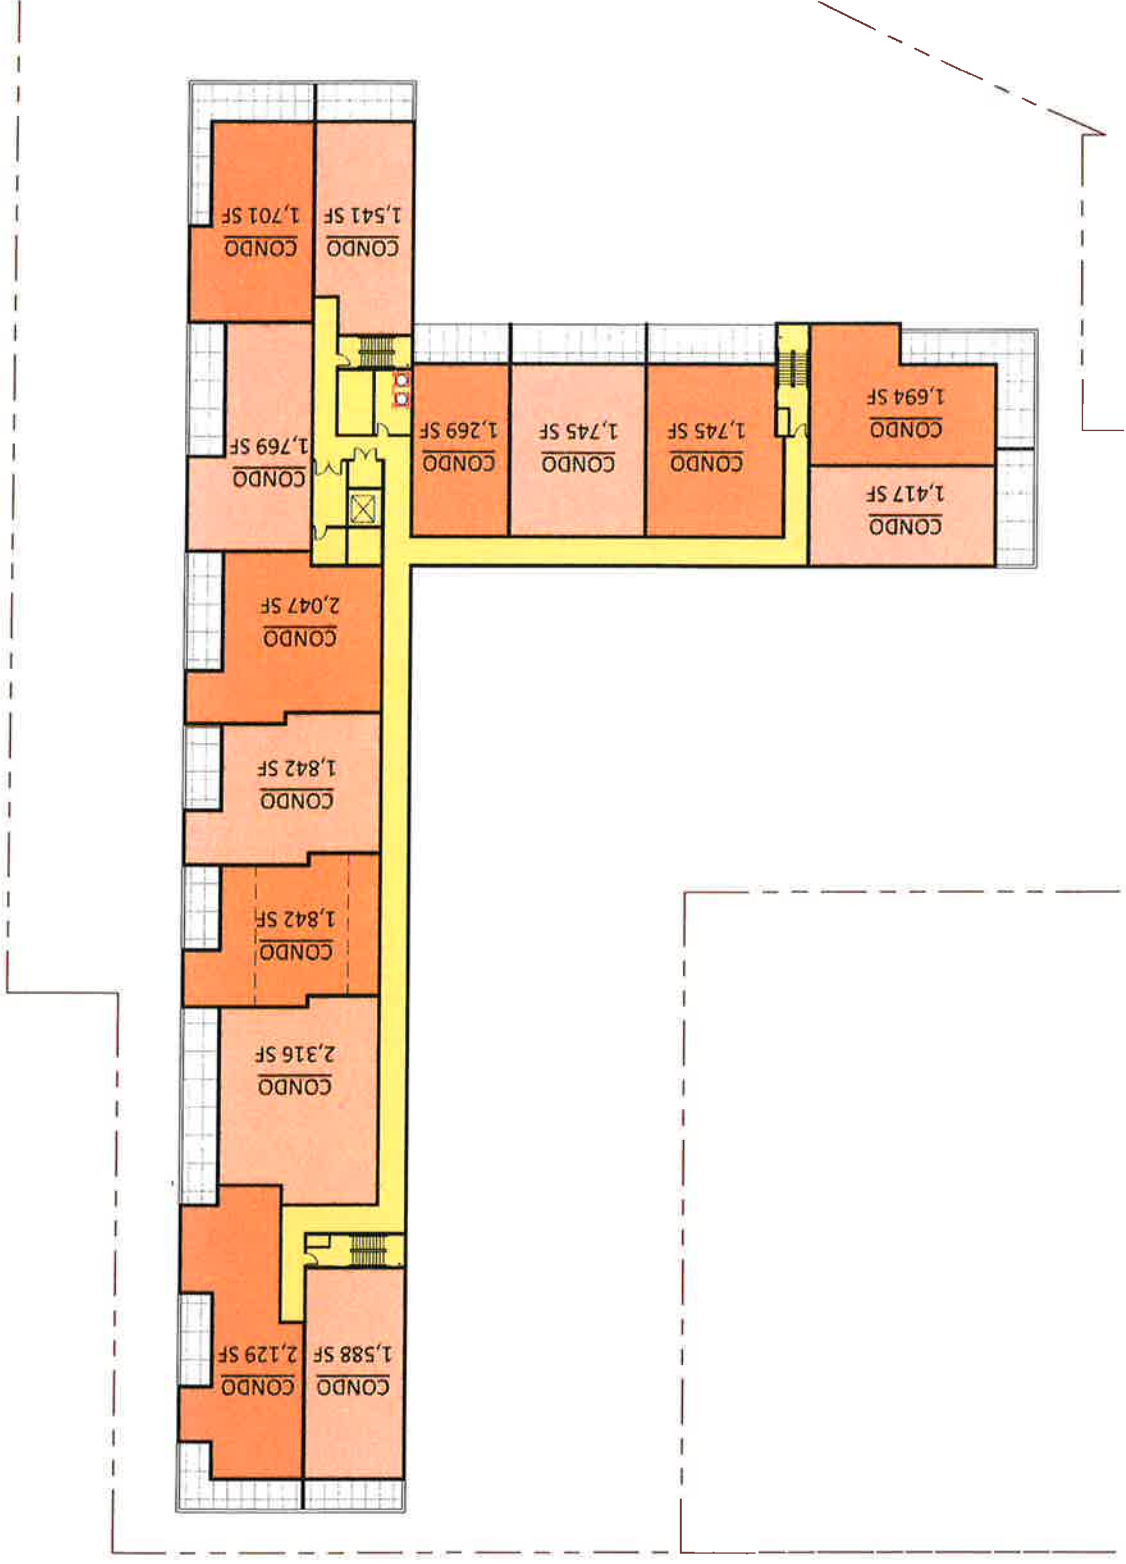 CONDO
1,588 SF
CONDO
2,129 SF
CONDO
2,316 SF
CONDO
1,842 SF
CONDO
1,842 SF
CONDO
2,047 SF
CONDO
1,417 SF
CONDO
1,694 SF
CONDO
1,745 SF
CONDO
1,745 SF
CONDO
1,269 SF
CONDO
1,769 SF
CONDO
1,541 SF
CONDO
1,701 SF